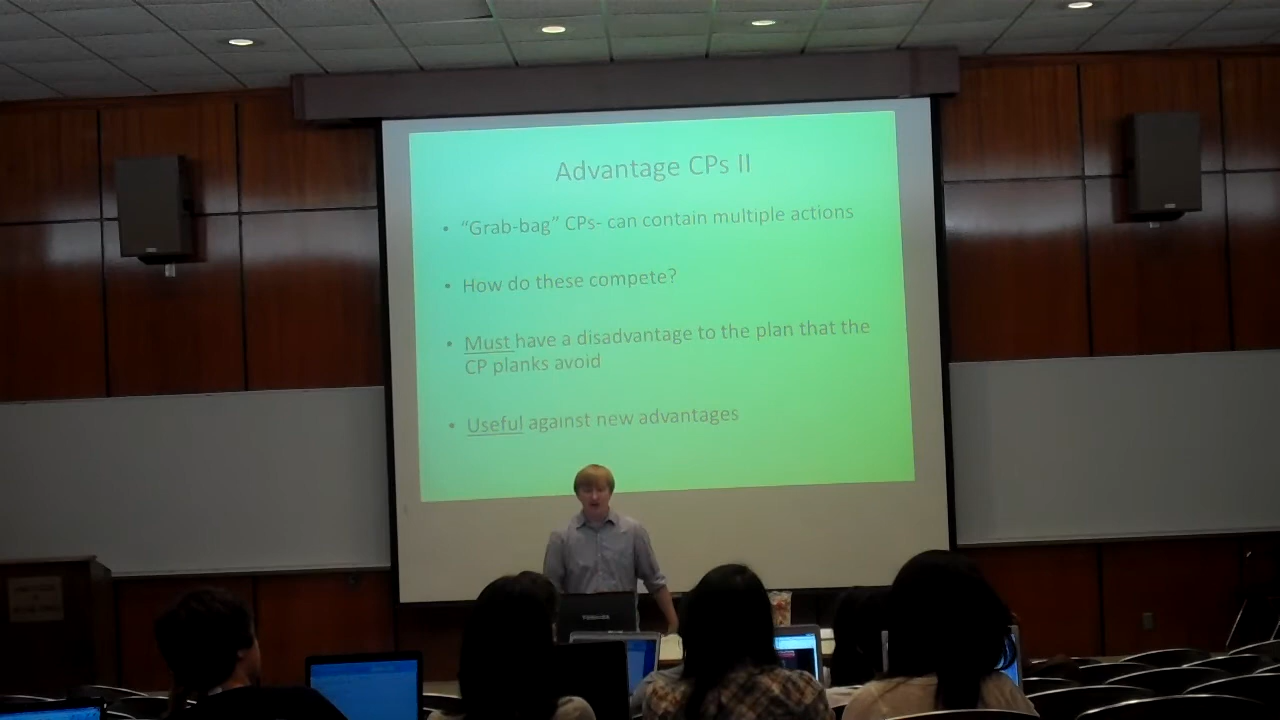 Advantage CPs II
• "Grab-bag" CPs- can contain multiple actions
• How do these compete?
• Must have a disadvantage to the plan that the
CP planks avoid
• Useful against new advantages
TOSHIBA